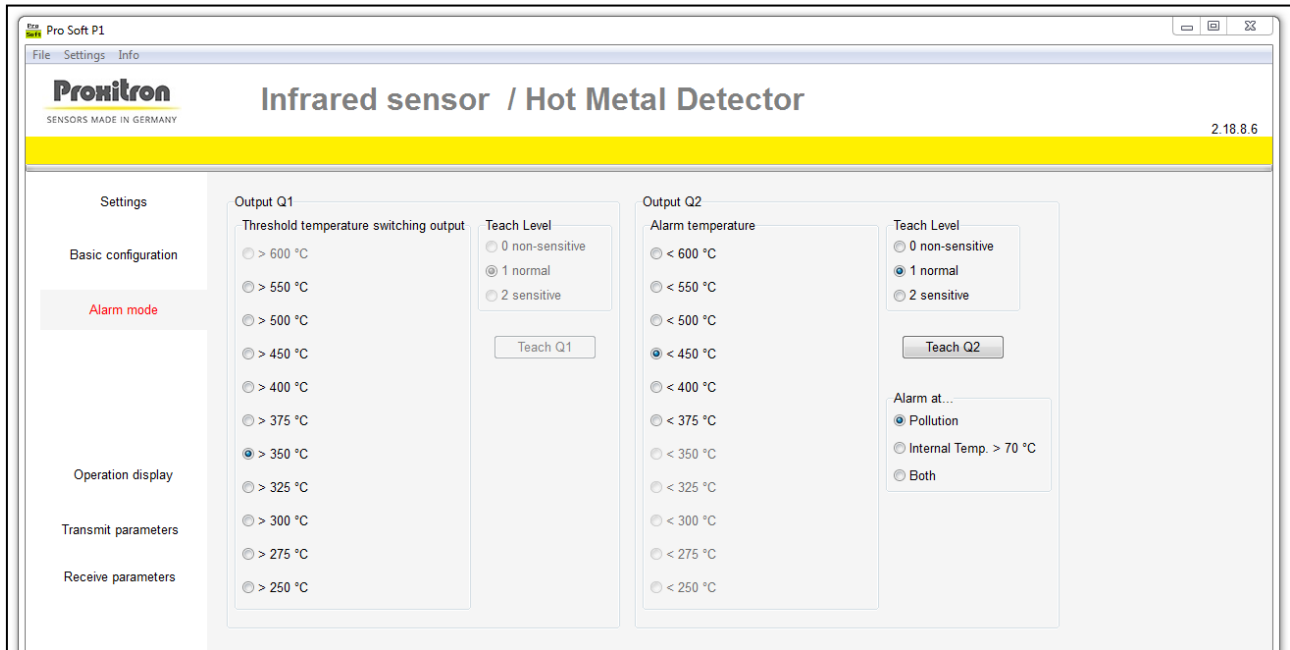 Pro Soft P1
File Settings Info
Proxitron
SENSORS MADE IN GERMANY
Infrared sensor / Hot Metal Detector
2.18.8.6
Settings
Basic configuration
Alarm mode
Operation display
Transmit parameters
Receive parameters
Output Q1
Threshold temperature switching output
> 600 °C
> 550 °C
> 500 °C
> 450 °C
> 400 °C
> 375 °C
> 350 °C
> 325 °C
> 300 °C
> 275 °C
> 250 °C
Teach Level
0 non-sensitive
1 normal
2 sensitive
Teach Q1
Output Q2
Alarm temperature
< 600 °C
< 550 °C
< 500 °C
< 450 °C
< 400 °C
< 375 °C
< 350 °C
< 325 °C
< 300 °C
< 275 °C
< 250 °C
Teach Level
0 non-sensitive
1 normal
2 sensitive
Teach Q2
Alarm at...
Pollution
Internal Temp. > 70 °C
Both